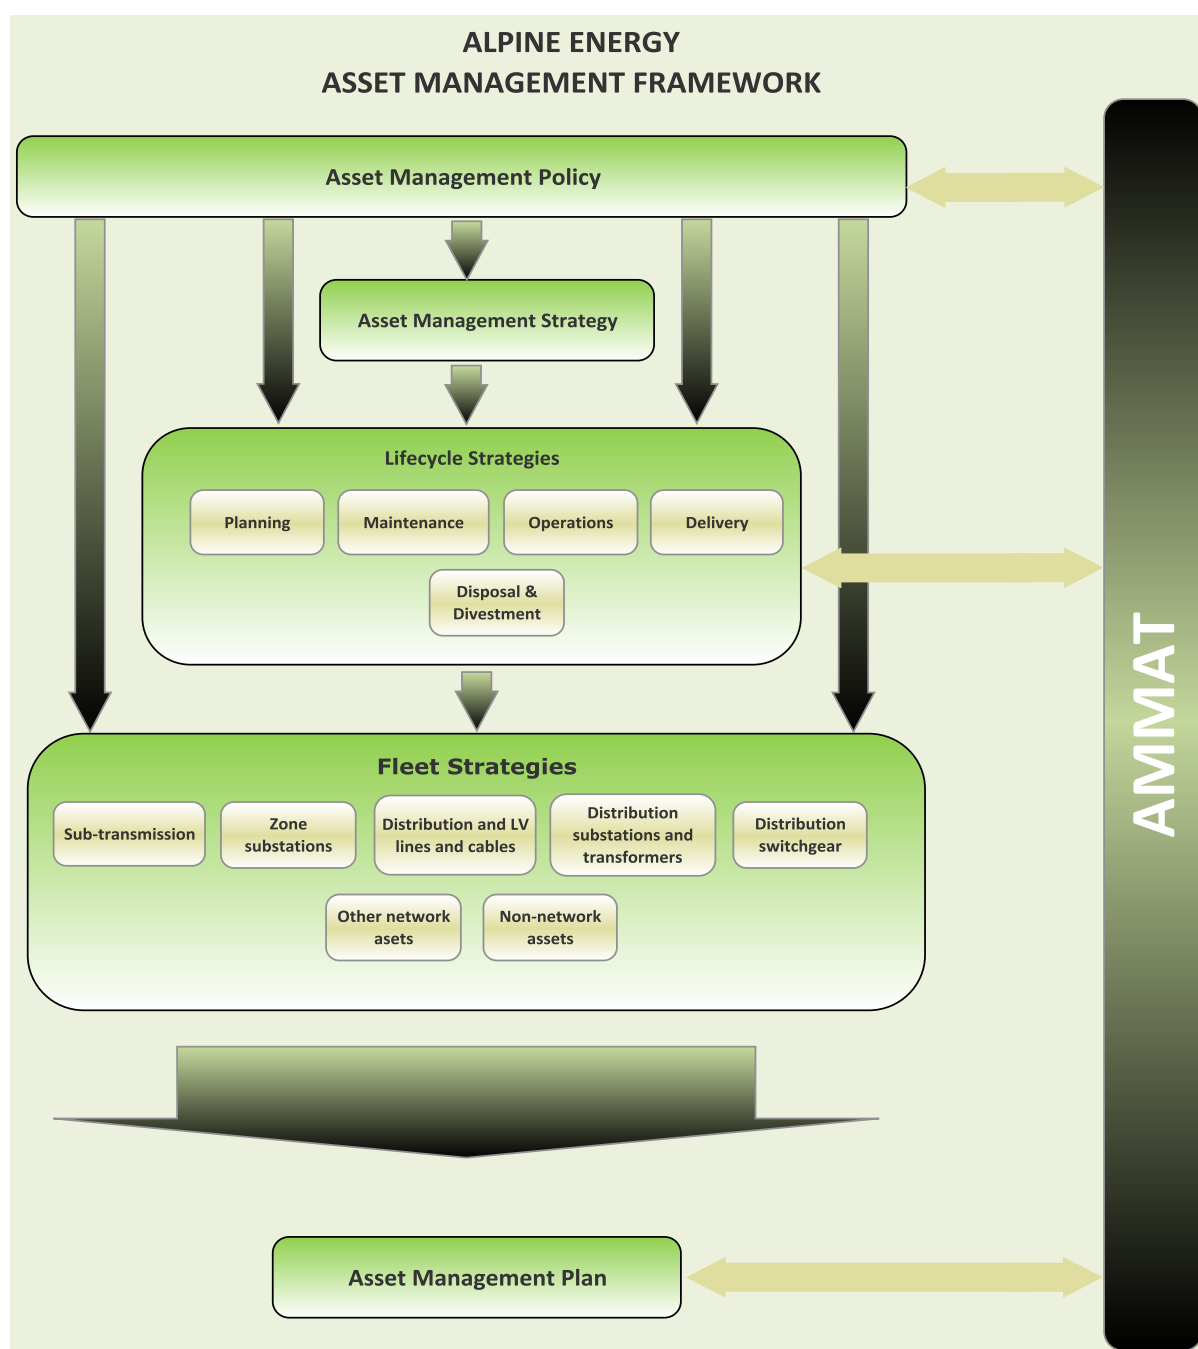 ALPINE ENERGY
ASSET MANAGEMENT FRAMEWORK
Asset Management Policy
Asset Management Strategy
Lifecycle Strategies
Planning
Maintenance
Operations
Delivery
Disposal &
Divestment
Fleet Strategies
Sub-transmission
Zone
substations
Distribution and LV
lines and cables
Distribution
substations and
transformers
Distribution
switchgear
Other network
asets
Non-network
assets
Asset Management Plan
AMMAT